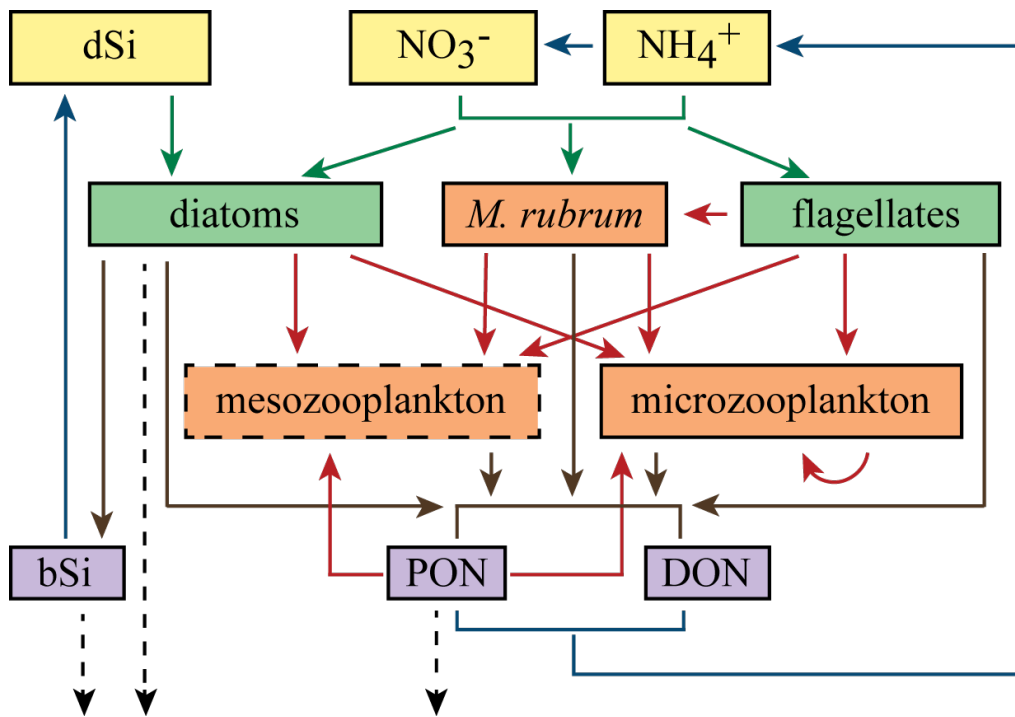 dSi
NO₃⁻
NH₄⁺
diatoms
M. rubrum
flagellates
mesozooplankton
microzooplankton
bSi
PON
DON